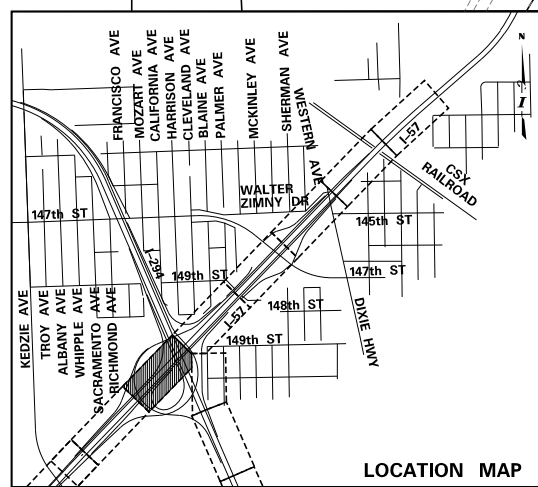 FRANCISCO AVE
MOZART AVE
CALIFORNIA AVE
HARRISON AVE
CLEVELAND AVE
BLAINE AVE
PALMER AVE
MCKINLEY AVE
SHERMAN AVE
WESTERN AVE
N
I-57
CSX
RAILROAD
WALTER
ZIMNY DR
147th ST
145th ST
I-294
149th ST
147th ST
148th ST
I-57
149th ST
DIXIE HWY
KEDZIE AVE
TROY AVE
ALBANY AVE
WHIPPLE AVE
SACRAMENTO AVE
RICHMOND AVE
LOCATION MAP